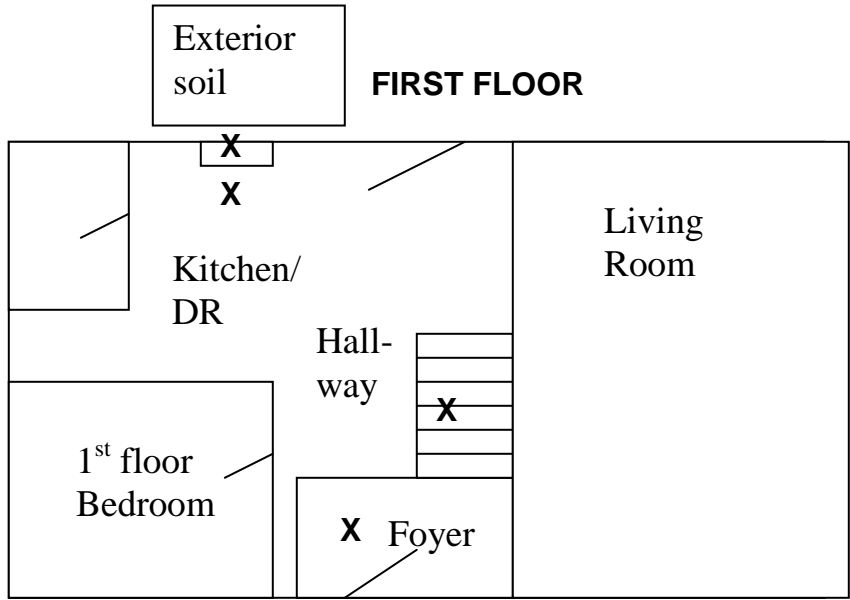 Exterior
soil
FIRST FLOOR
X
X
Living
Room
Kitchen/
DR
Hall-
way
X
1st floor
Bedroom
X Foyer